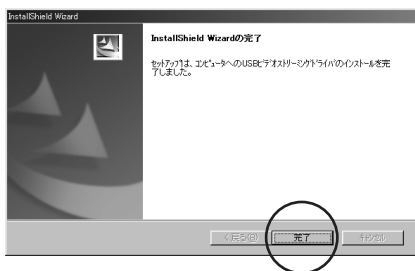 InstallShield Wizard
InstallShield Wizardの完了
ｾｯﾄｱｯﾌﾟは、ｺﾝﾋﾟｭｰﾀへのUSBﾋﾞﾃﾞｵｽﾄﾘｰﾐﾝｸﾞﾄﾞﾗｲﾊﾞのｲﾝｽﾄｰﾙを完
了しました。
< 戻る(B)
完了
ｷｬﾝｾﾙ